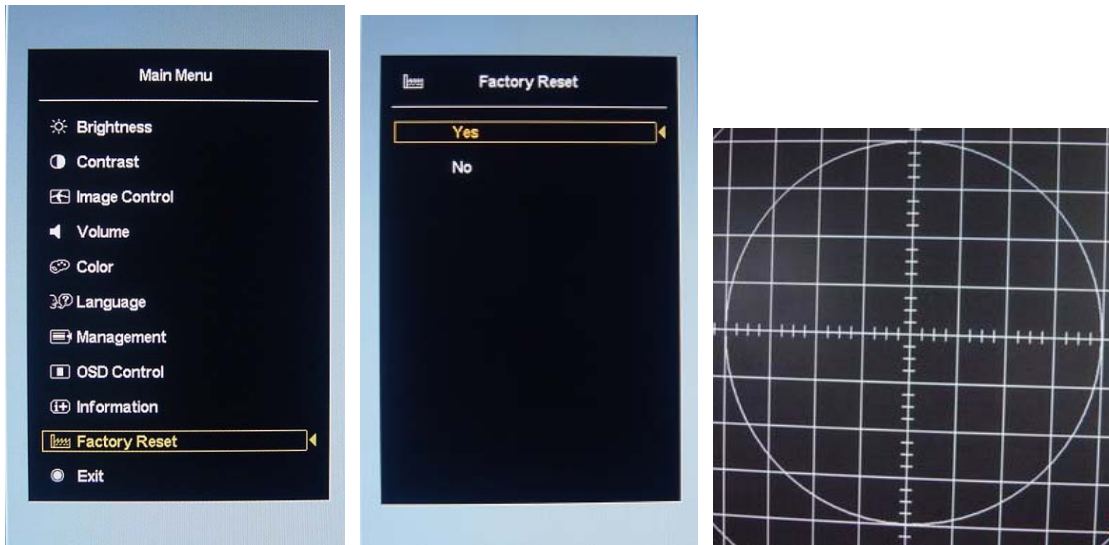 Main Menu
Brightness
Contrast
Image Control
Volume
Color
Language
Management
OSD Control
Information
Factory Reset
Exit
Factory Reset
Yes
No